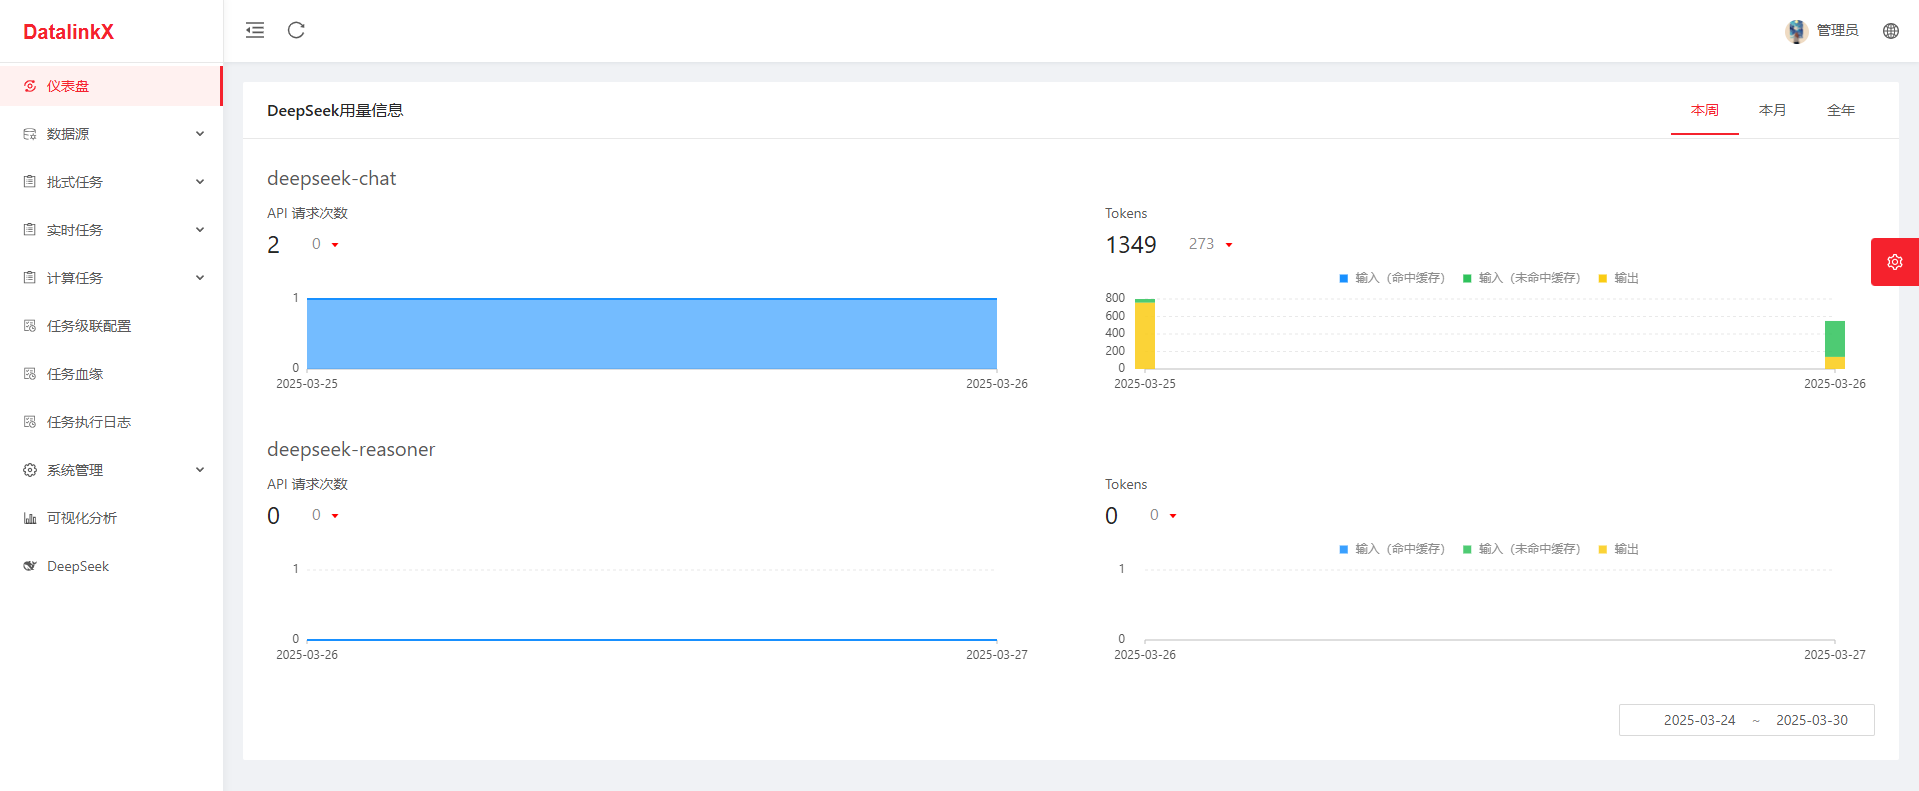 DatalinkX
管理员
仪表盘
数据源
批式任务
实时任务
计算任务
任务级联配置
任务血缘
任务执行日志
系统管理
可视化分析
DeepSeek
DeepSeek用量信息
本周 本月 全年
deepseek-chat
API 请求次数
2 0
1
0
2025-03-25 2025-03-26
Tokens
1349 273
输入（命中缓存） 输入（未命中缓存） 输出
800
600
400
200
0
2025-03-25 2025-03-26
deepseek-reasoner
API 请求次数
0 0
1
0
2025-03-26 2025-03-27
Tokens
0 0
输入（命中缓存） 输入（未命中缓存） 输出
1
0
2025-03-26 2025-03-27
2025-03-24 ~ 2025-03-30